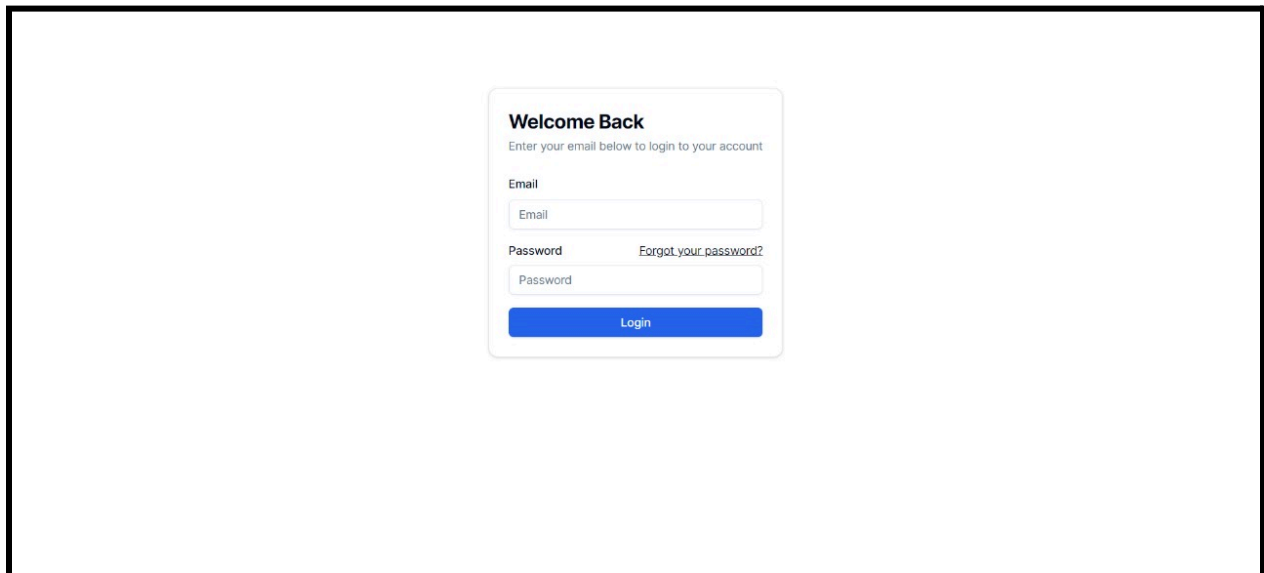 Welcome Back
Enter your email below to login to your account
Email
Email
Password Forgot your password?
Password
Login